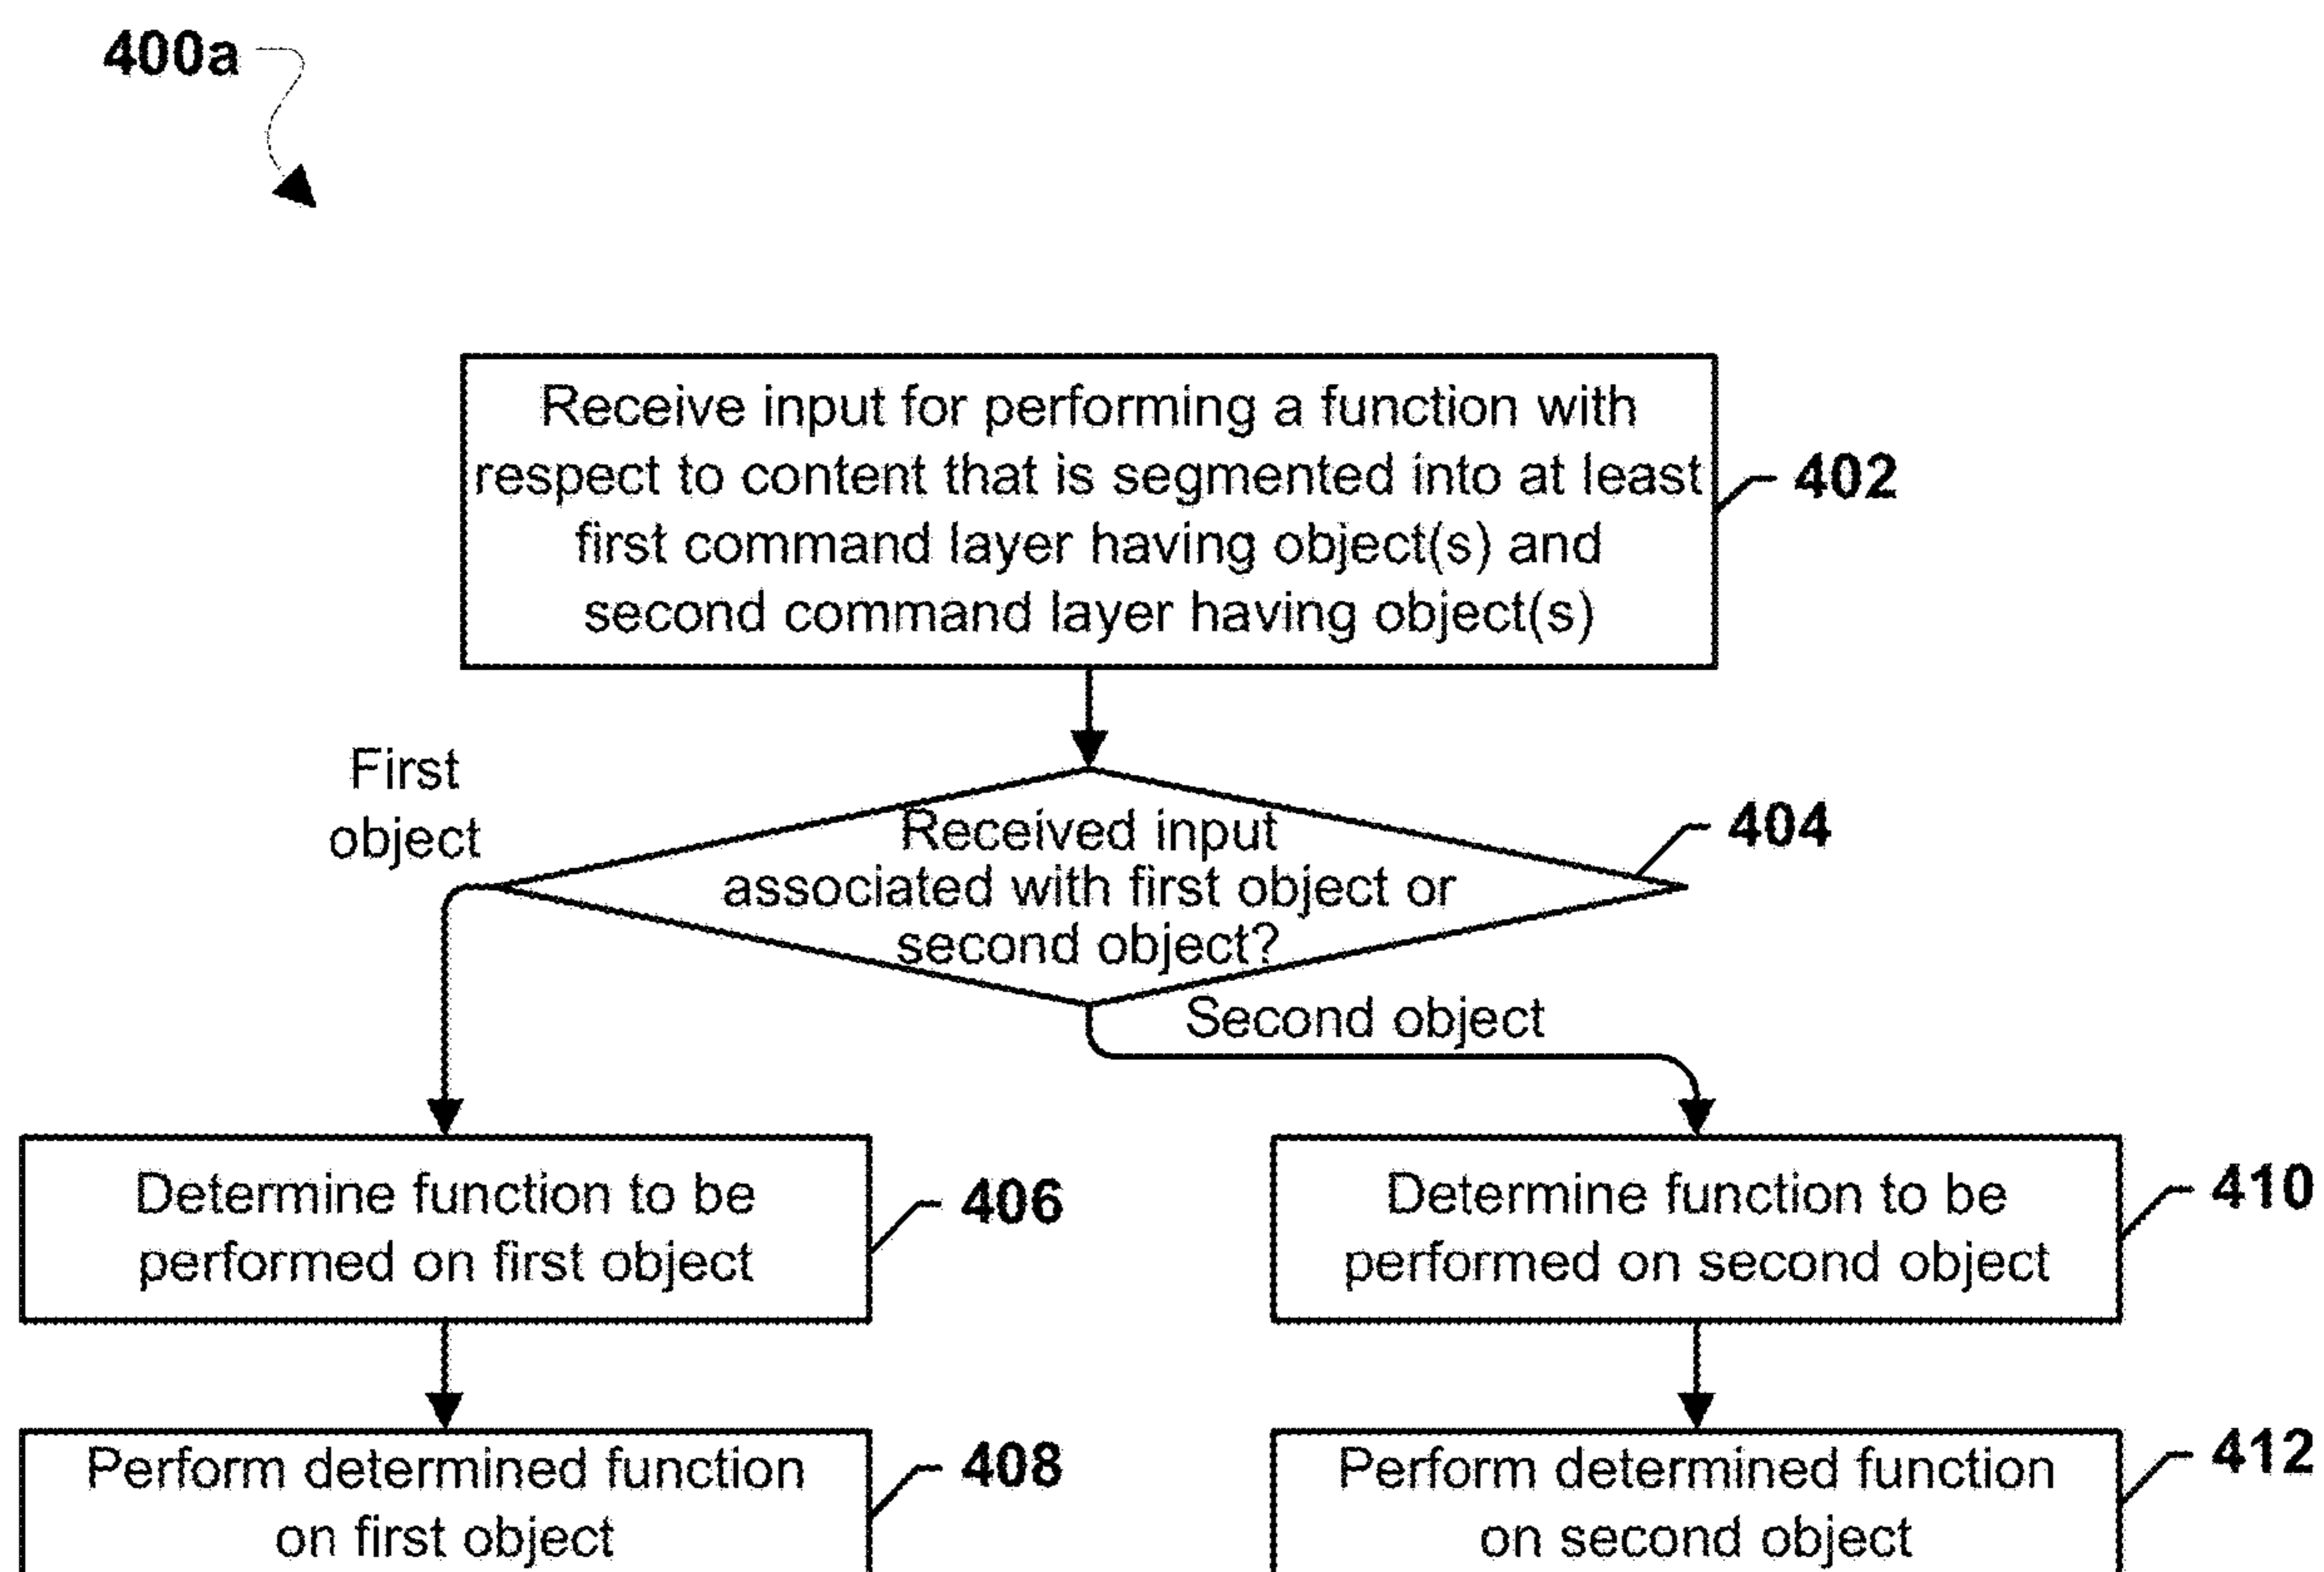 400a
Receive input for performing a function with
respect to content that is segmented into at least
first command layer having object(s) and
second command layer having object(s)
402
First
object
Received input
associated with first object or
second object?
404
Second object
Determine function to be
performed on first object
406
Determine function to be
performed on second object
410
Perform determined function
on first object
408
Perform determined function
on second object
412